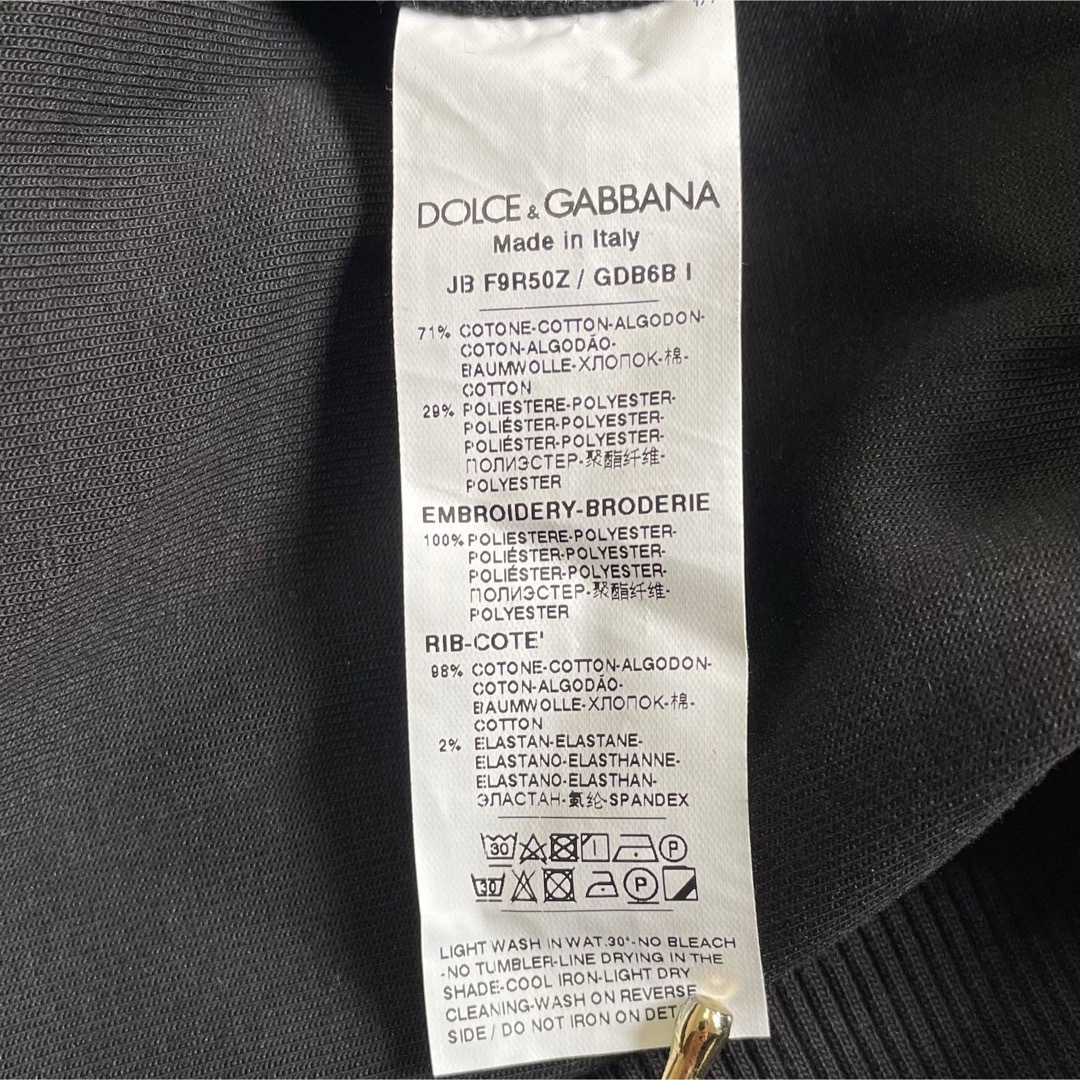 DOLCE & GABBANA
Made in Italy
JB F9R50Z / GDB6B I
71% COTONE-COTTON-ALGODON-
COTON-ALGODÃO-
BAUMWOLLE-ХЛОПОК-棉-
COTTON
29% POLIESTERE-POLYESTER-
POLIÉSTER-POLYESTER-
POLIÉSTER-POLYESTER-
ПОЛИЭСТЕР-聚酯纤维-
POLYESTER
EMBROIDERY-BRODERIE
100% POLIESTERE-POLYESTER-
POLIÉSTER-POLYESTER-
POLIÉSTER-POLYESTER-
ПОЛИЭСТЕР-聚酯纤维-
POLYESTER
RIB-COTE'
98% COTONE-COTTON-ALGODON-
COTON-ALGODÃO-
BAUMWOLLE-ХЛОПОК-棉-
COTTON
2% ELASTAN-ELASTANE-
ELASTANO-ELASTHANNE-
ELASTANO-ELASTHAN-
ЭЛАСТАН-氨纶-SPANDEX
30 P
30 P
LIGHT WASH IN WAT.30°-NO BLEACH
-NO TUMBLER-LINE DRYING IN THE
SHADE-COOL IRON-LIGHT DRY
CLEANING-WASH ON REVERSE
SIDE / DO NOT IRON ON DET